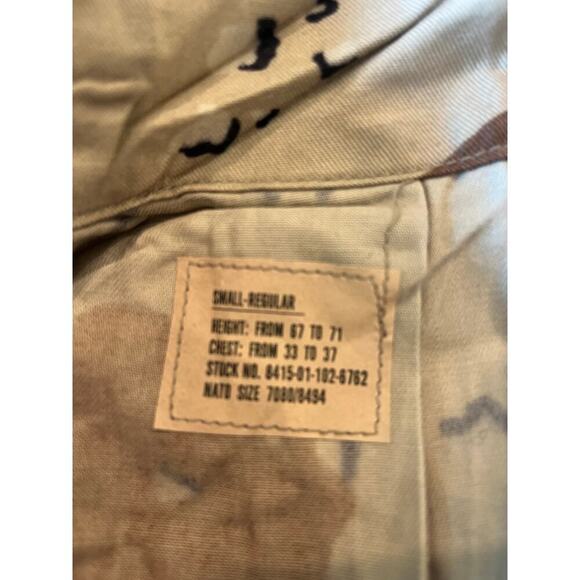 SMALL-REGULAR
HEIGHT: FROM 67 TO 71
CHEST: FROM 33 TO 37
STOCK NO. 8415-01-102-6762
NATO SIZE 7080/8494